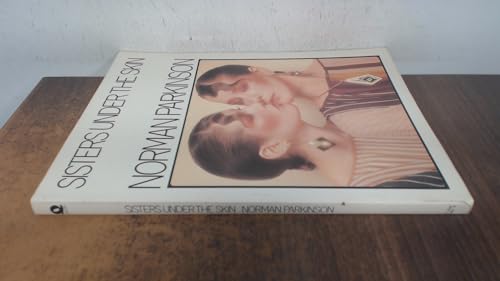 SISTERS UNDER THE SKIN
NORMAN PARKINSON
SISTERS UNDER THE SKIN NORMAN PARKINSON